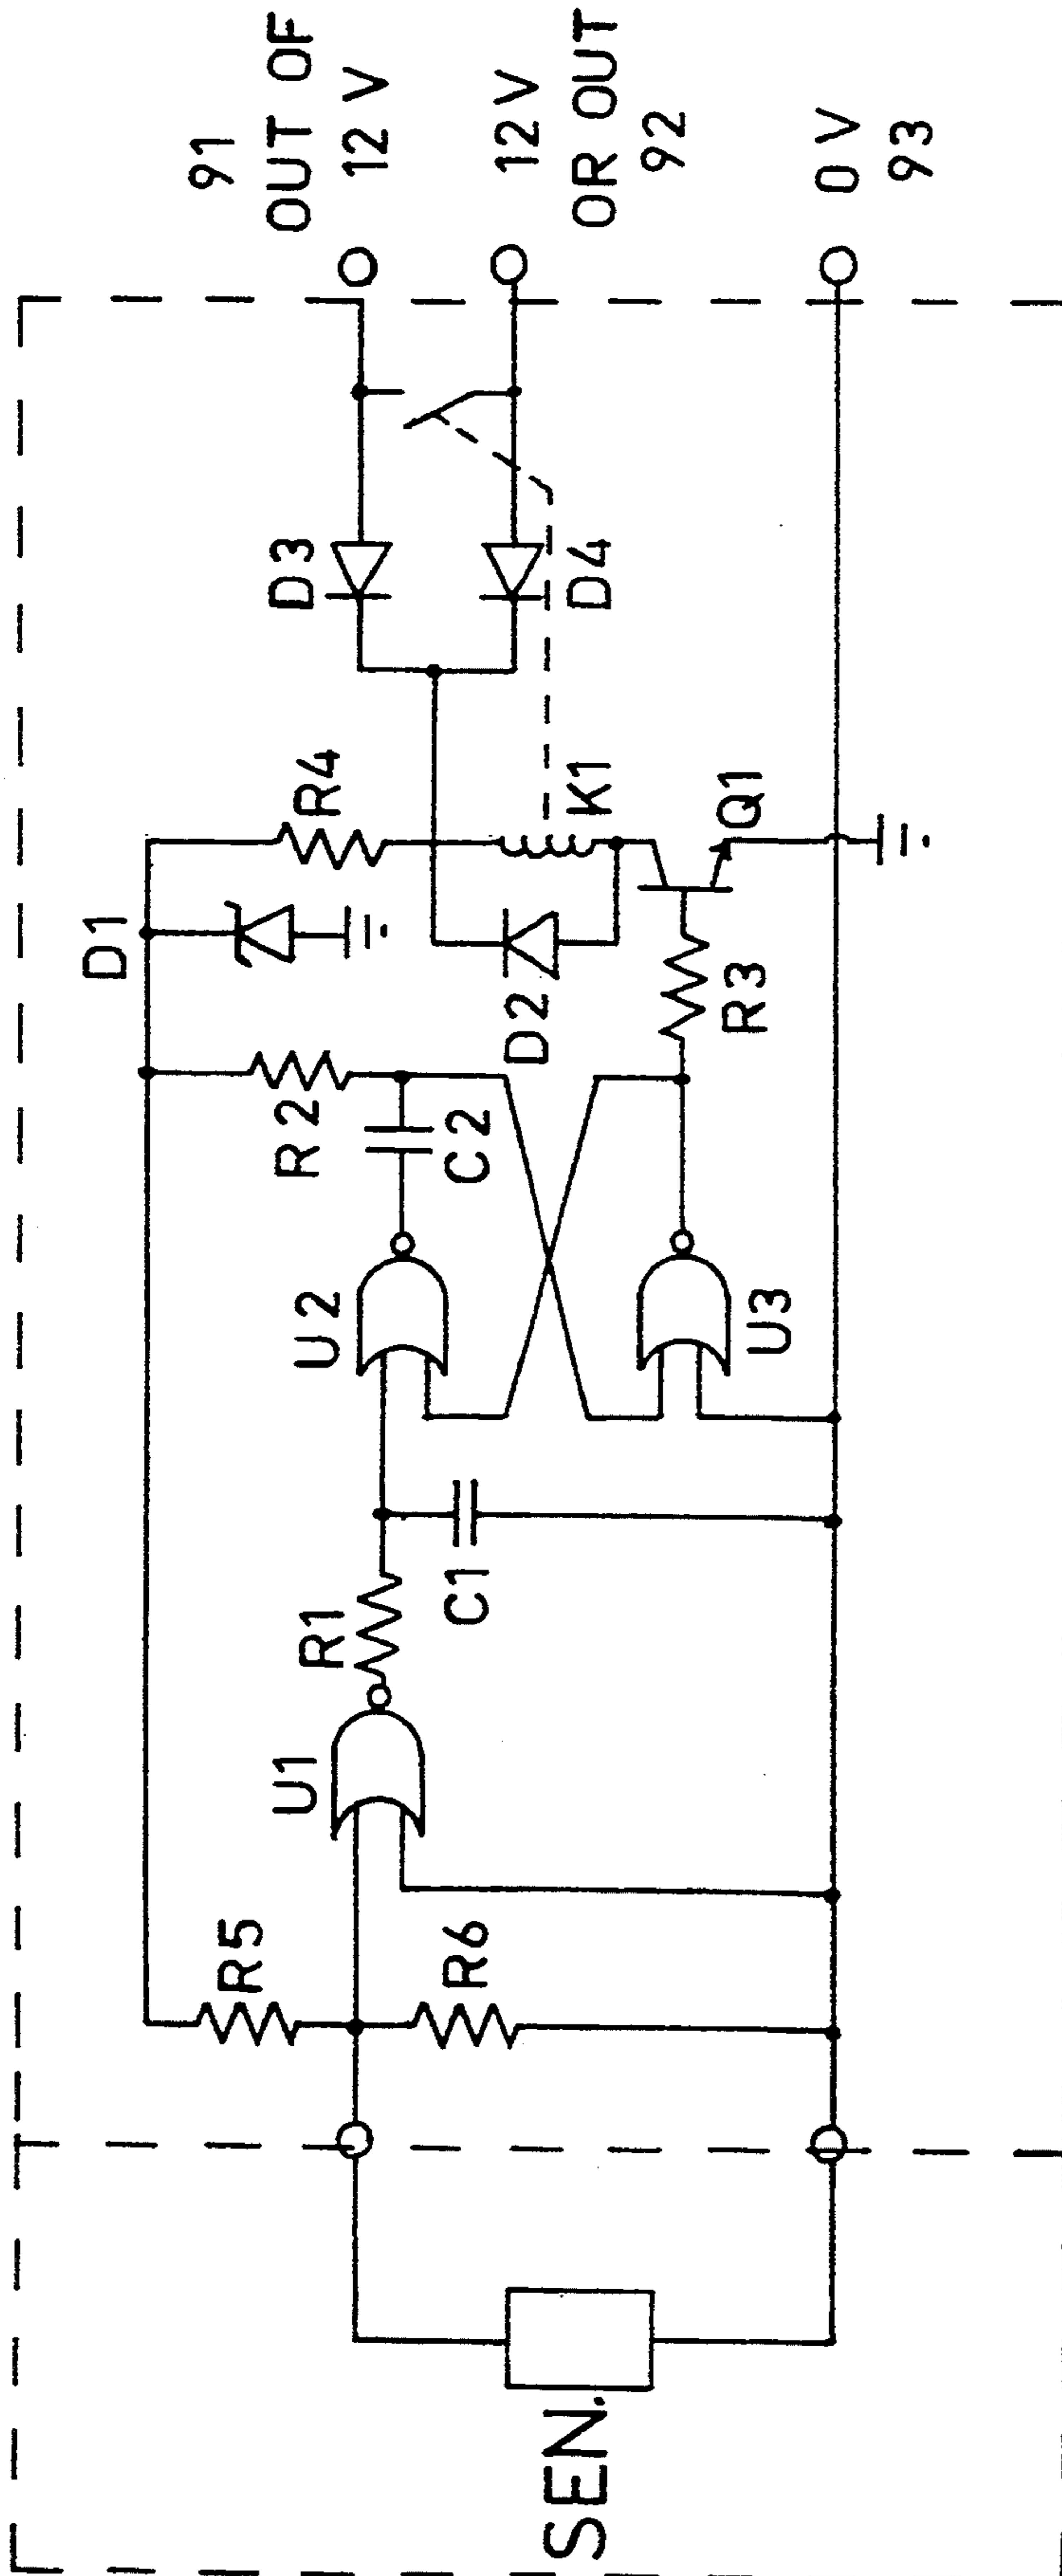 D1
91
OUT OF
12 V
R5
U1
R1
U2
R2
R4
D3
R6
C1
C2
D2
K1
D4
12 V
OR OUT
92
SEN.
U3
R3
Q1
0 V
93